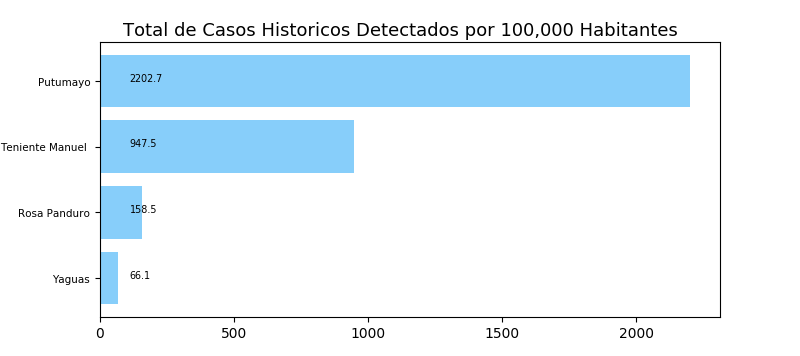 Total de Casos Historicos Detectados por 100,000 Habitantes
Putumayo 2202.7
Teniente Manuel 947.5
Rosa Panduro 158.5
Yaguas 66.1
0 500 1000 1500 2000